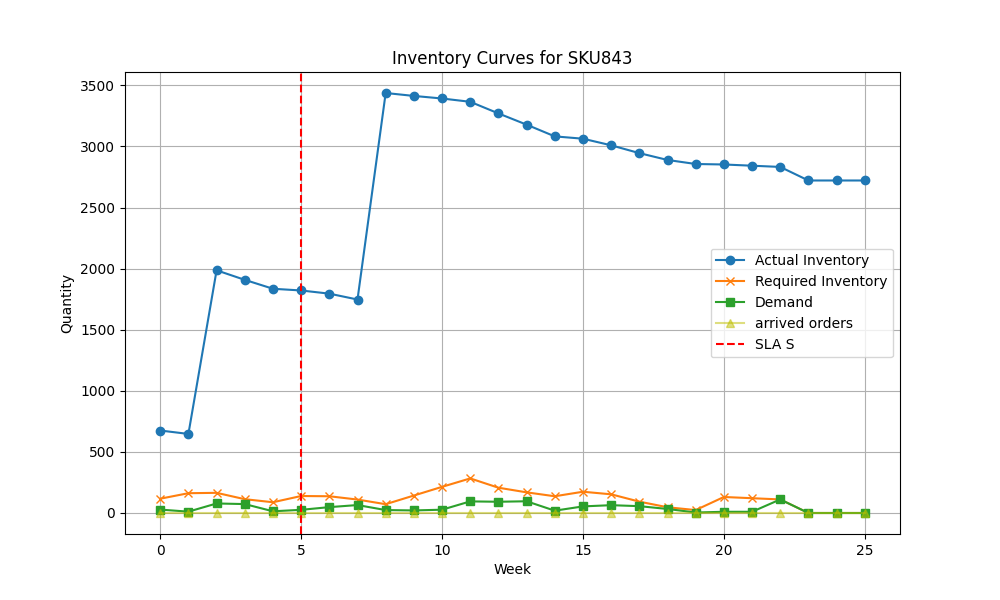 Inventory Curves for SKU843
3500
3000
2500
2000
1500
1000
500
0
Quantity
Actual Inventory
Required Inventory
Demand
arrived orders
SLA S
0 5 10 15 20 25
Week